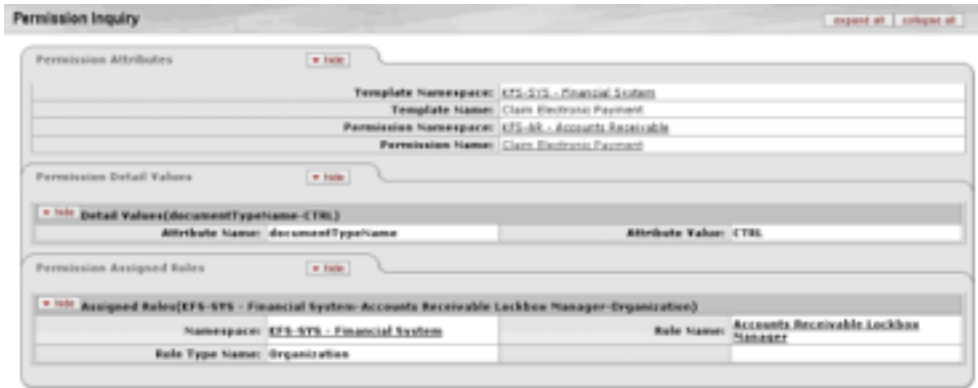 Permission Inquiry
expand all collapse all
Permission Attributes
▼ hide
Template Namespace: KFS-SYS - Financial System
Template Name: Claim Electronic Payment
Permission Namespace: KFS-AR - Accounts Receivable
Permission Name: Claim Electronic Payment
Permission Detail Values
▼ hide
▼ hide Detail Values(documentTypeName-CTRL)
Attribute Name: documentTypeName Attribute Value: CTRL
Permission Assigned Roles
▼ hide
▼ hide Assigned Roles(KFS-SYS - Financial System-Accounts Receivable Lockbox Manager-Organization)
Namespace: KFS-SYS - Financial System Role Name: Accounts Receivable Lockbox
Manager
Role Type Name: Organization